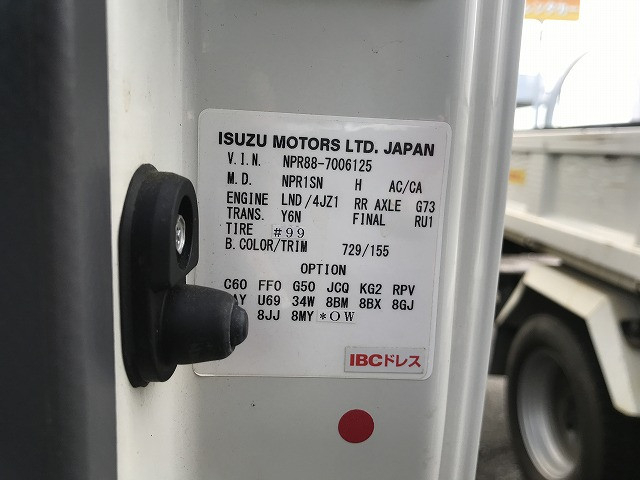 ISUZU MOTORS LTD. JAPAN
V.I.N. NPR88-7006125
M.D. NPR1SN H AC/CA
ENGINE LND/4JZ1 RR AXLE G73
TRANS. Y6N FINAL RU1
TIRE #99
B.COLOR/TRIM 729/155
OPTION
C60 FF0 G50 JCQ KG2 RPV
U69 34W 8BM 8BX 8GJ
8JJ 8MY *OW
IBCドレス